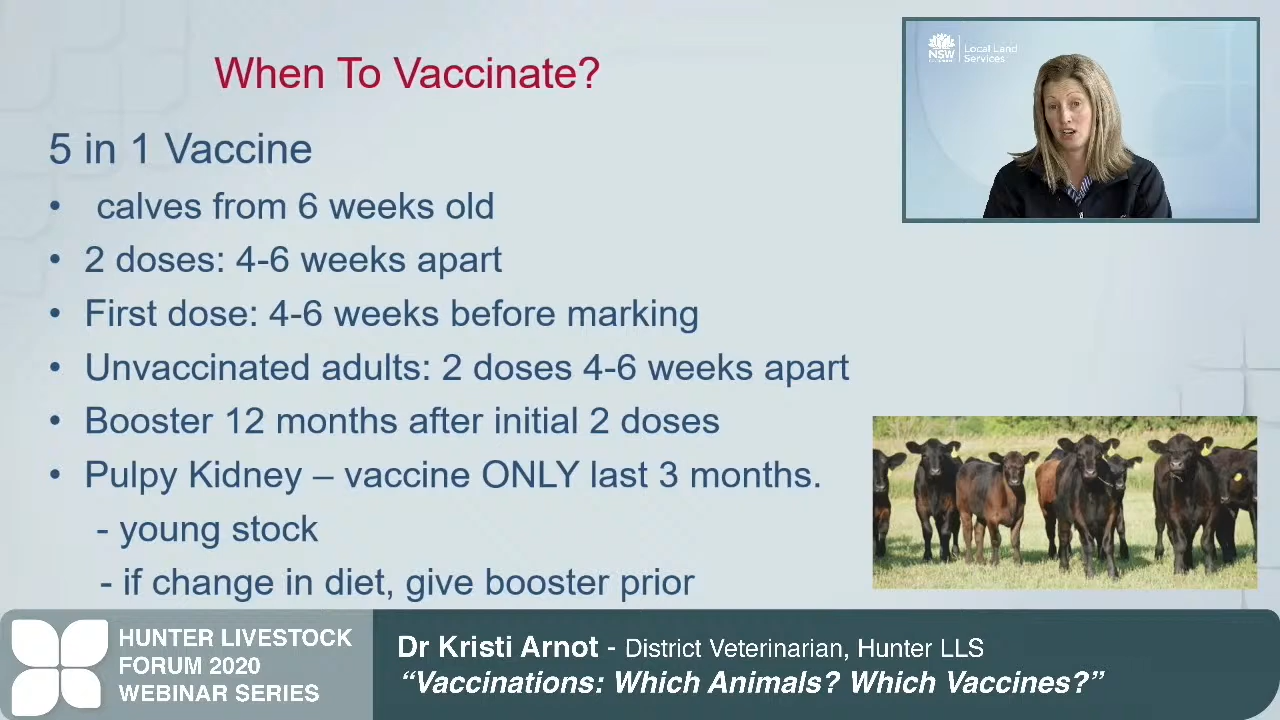 When To Vaccinate?
5 in 1 Vaccine
• calves from 6 weeks old
• 2 doses: 4-6 weeks apart
• First dose: 4-6 weeks before marking
• Unvaccinated adults: 2 doses 4-6 weeks apart
• Booster 12 months after initial 2 doses
• Pulpy Kidney – vaccine ONLY last 3 months.
- young stock
- if change in diet, give booster prior
NSW
Local Land
Services
HUNTER LIVESTOCK
FORUM 2020
WEBINAR SERIES
Dr Kristi Arnot - District Veterinarian, Hunter LLS
“Vaccinations: Which Animals? Which Vaccines?”